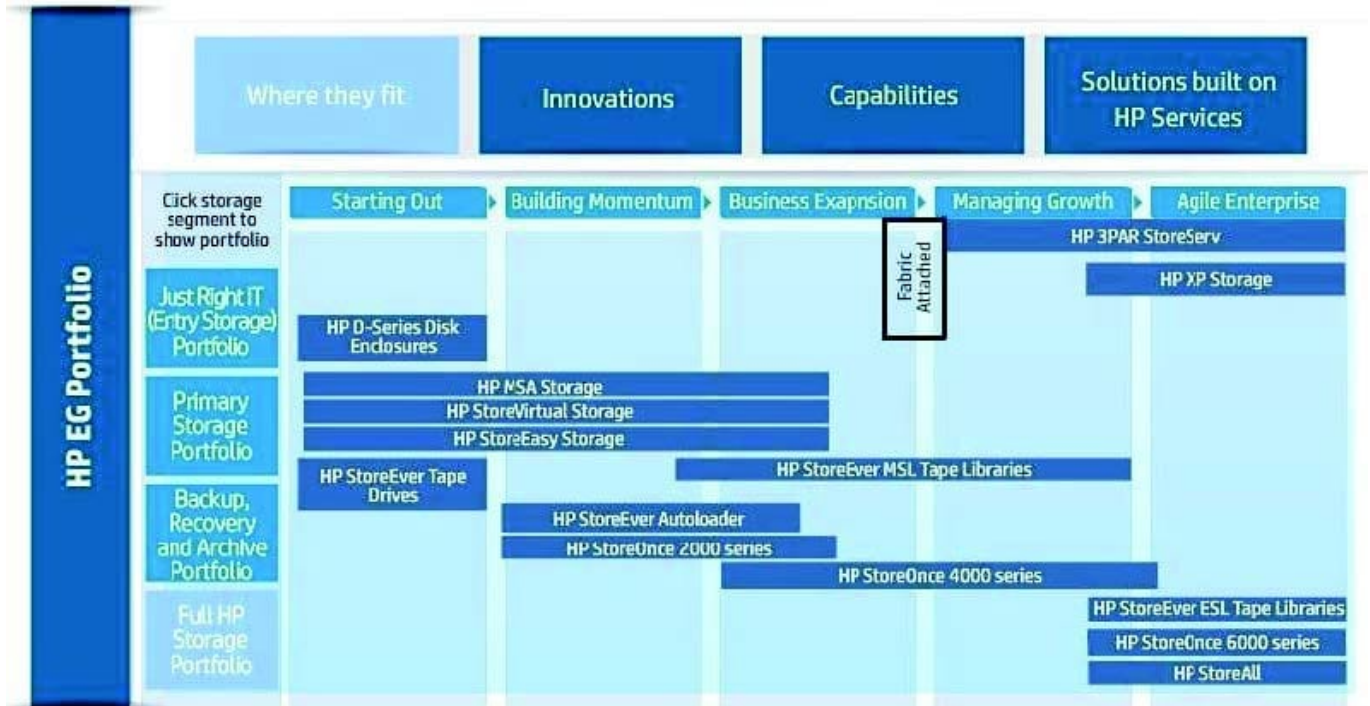 HP EG Portfolio
Where they fit
Innovations
Capabilities
Solutions built on
HP Services
Click storage
segment to
show portfolio
Starting Out
Building Momentum
Business Exapnsion
Managing Growth
Agile Enterprise
Just Right IT
(Entry Storage)
Portfolio
Primary
Storage
Portfolio
Backup,
Recovery
and Archive
Portfolio
Full HP
Storage
Portfolio
Fabric
Attached
HP 3PAR StoreServ
HP XP Storage
HP D-Series Disk
Enclosures
HP MSA Storage
HP StoreVirtual Storage
HP StoreEasy Storage
HP StoreEver MSL Tape Libraries
HP StoreEver Tape
Drives
HP StoreEver Autoloader
HP StoreOnce 2000 series
HP StoreOnce 4000 series
HP StoreEver ESL Tape Libraries
HP StoreOnce 6000 series
HP StoreAll